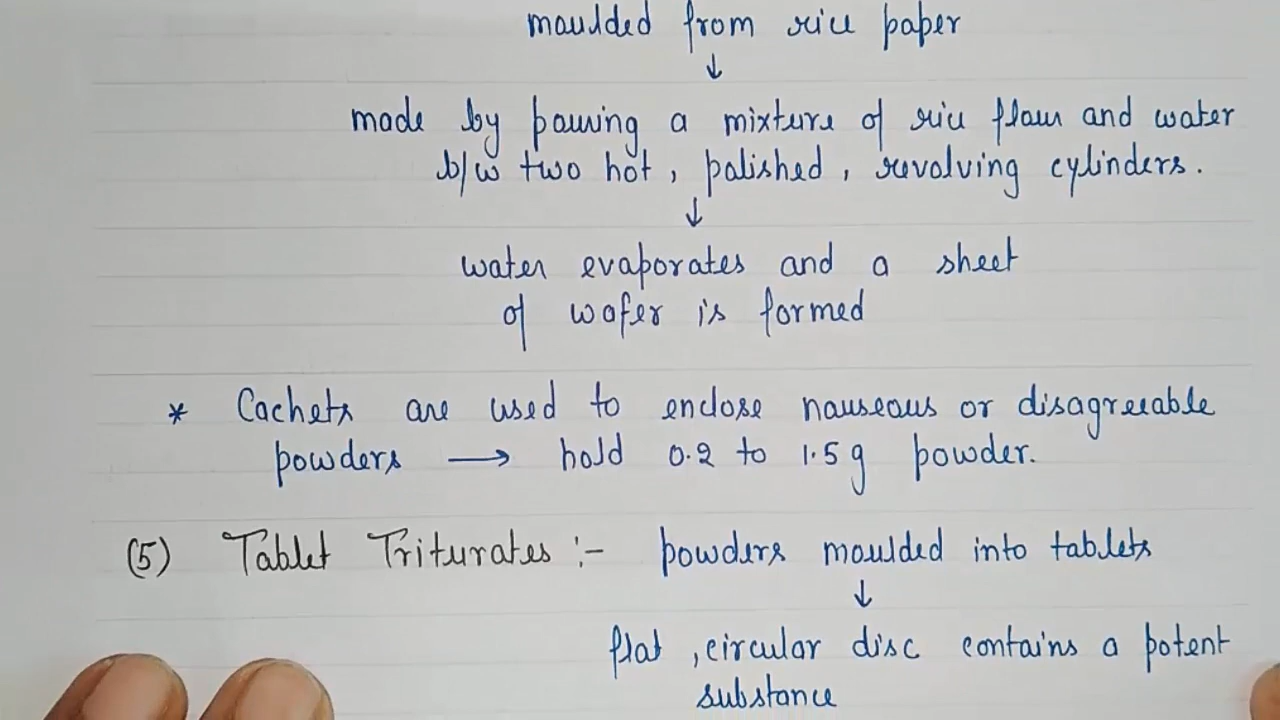 moulded from rice paper
↓
made by pouring a mixture of rice flour and water
b/w two hot, polished, revolving cylinders.
↓
water evaporates and a sheet
of wafer is formed
* Cachets are used to enclose nauseous or disagreeable
powders → hold 0.2 to 1.5 g powder.
(5) Tablet Triturates :- powders moulded into tablets
↓
flat, circular disc contains a potent
substance